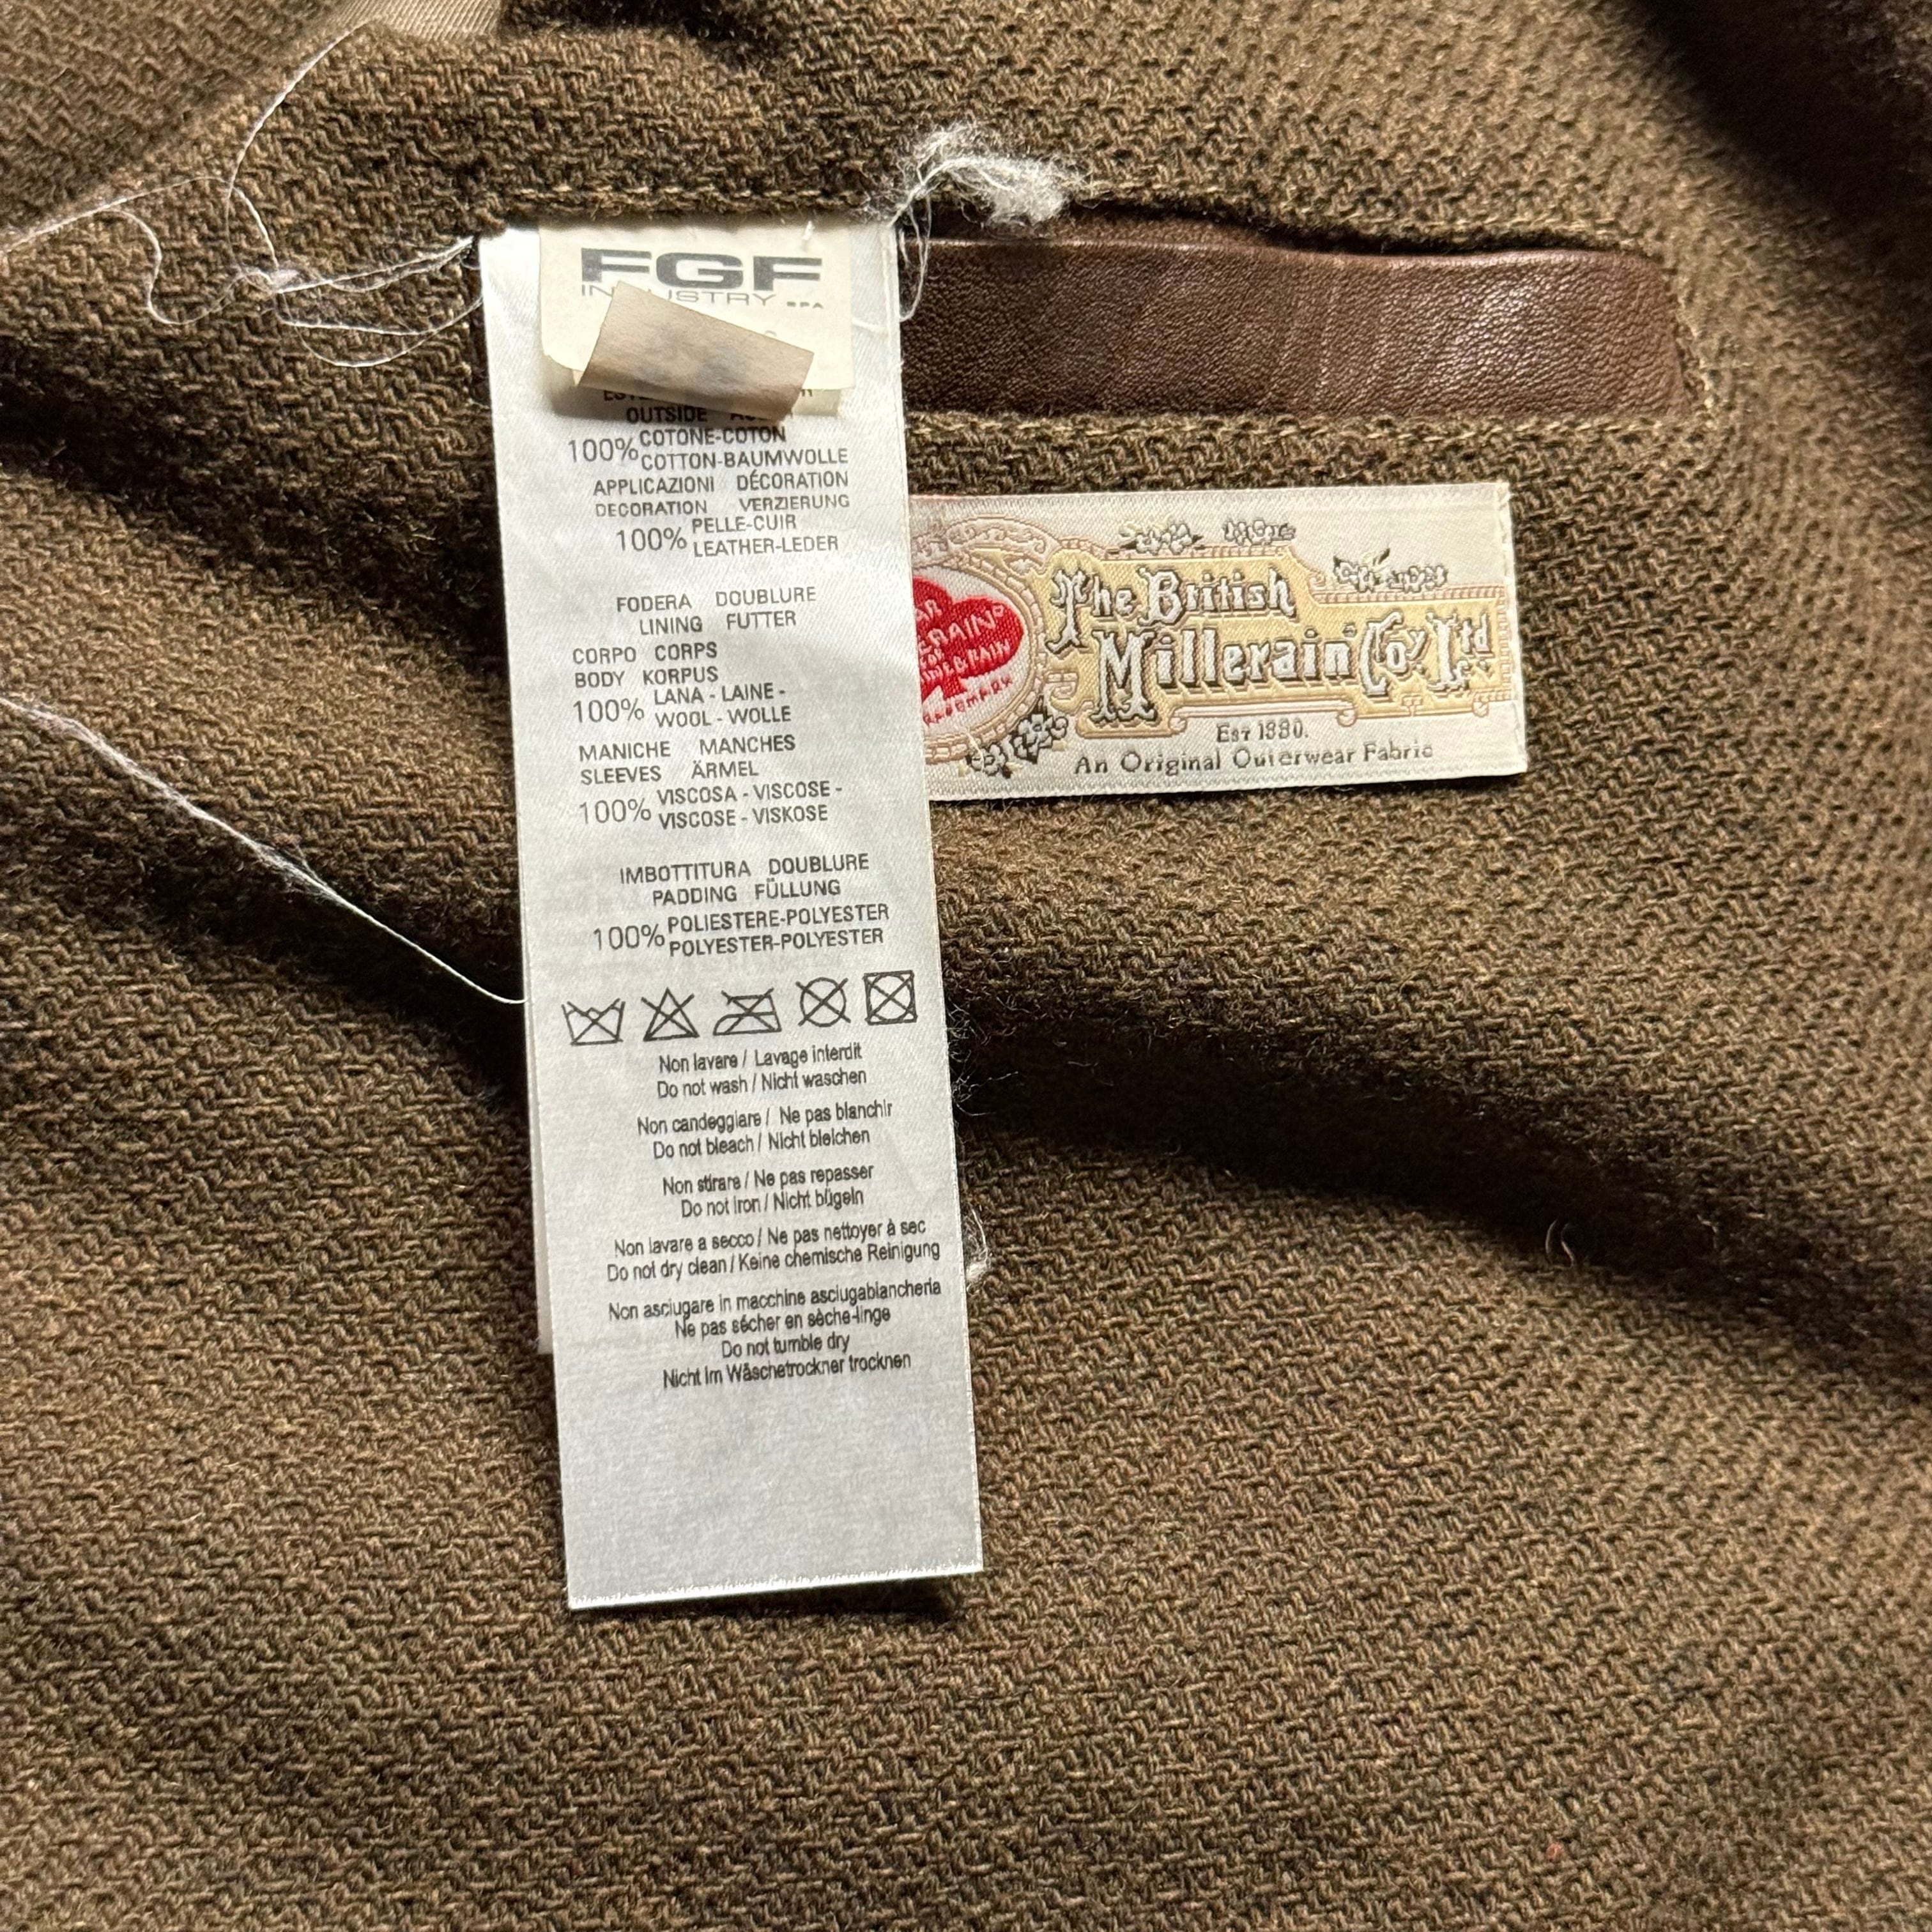 FGF
INDUSTRY SPA
OUTSIDE
100% COTONE-COTON
COTTON-BAUMWOLLE
APPLICAZIONI DÉCORATION
DECORATION VERZIERUNG
100% PELLE-CUIR
LEATHER-LEDER
FODERA DOUBLURE
LINING FUTTER
CORPO CORPS
BODY KORPUS
100% LANA - LAINE -
WOOL - WOLLE
MANICHE MANCHES
SLEEVES ÄRMEL
100% VISCOSA - VISCOSE -
VISCOSE - VISKOSE
IMBOTTITURA DOUBLURE
PADDING FÜLLUNG
100% POLIESTERE-POLYESTER
POLYESTER-POLYESTER
Non lavare / Lavage interdit
Do not wash / Nicht waschen
Non candeggiare / Ne pas blanchir
Do not bleach / Nicht bleichen
Non stirare / Ne pas repasser
Do not iron / Nicht bügeln
Non lavare a secco / Ne pas nettoyer à sec
Do not dry clean / Keine chemische Reinigung
Non asciugare in macchine asciugabiancheria
Ne pas sécher en sèche-linge
Do not tumble dry
Nicht im Wäschetrockner trocknen
The British
Millerain Co. Ltd
Est 1880.
An Original Outerwear Fabric